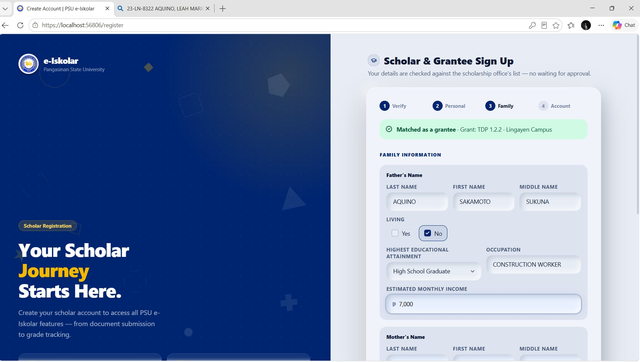 Create Account | PSU e-Iskolar
23-LN-8322 AQUINO, LEAH MAR
https://localhost:56806/register
Chat
e-Iskolar
Pangasinan State University
Scholar Registration
Your Scholar
Journey
Starts Here.
Create your scholar account to access all PSU e-
Iskolar features — from document submission
to grade tracking.
Scholar & Grantee Sign Up
Your details are checked against the scholarship office's list — no waiting for approval.
1 Verify 2 Personal 3 Family 4 Account
Matched as a grantee · Grant: TDP 1.2.2 · Lingayen Campus
FAMILY INFORMATION
Father's Name
LAST NAME FIRST NAME MIDDLE NAME
AQUINO SAKAMOTO SUKUNA
LIVING
Yes No
HIGHEST EDUCATIONAL
ATTAINMENT OCCUPATION
High School Graduate CONSTRUCTION WORKER
ESTIMATED MONTHLY INCOME
₱ 7,000
Mother's Name
LAST NAME FIRST NAME MIDDLE NAME